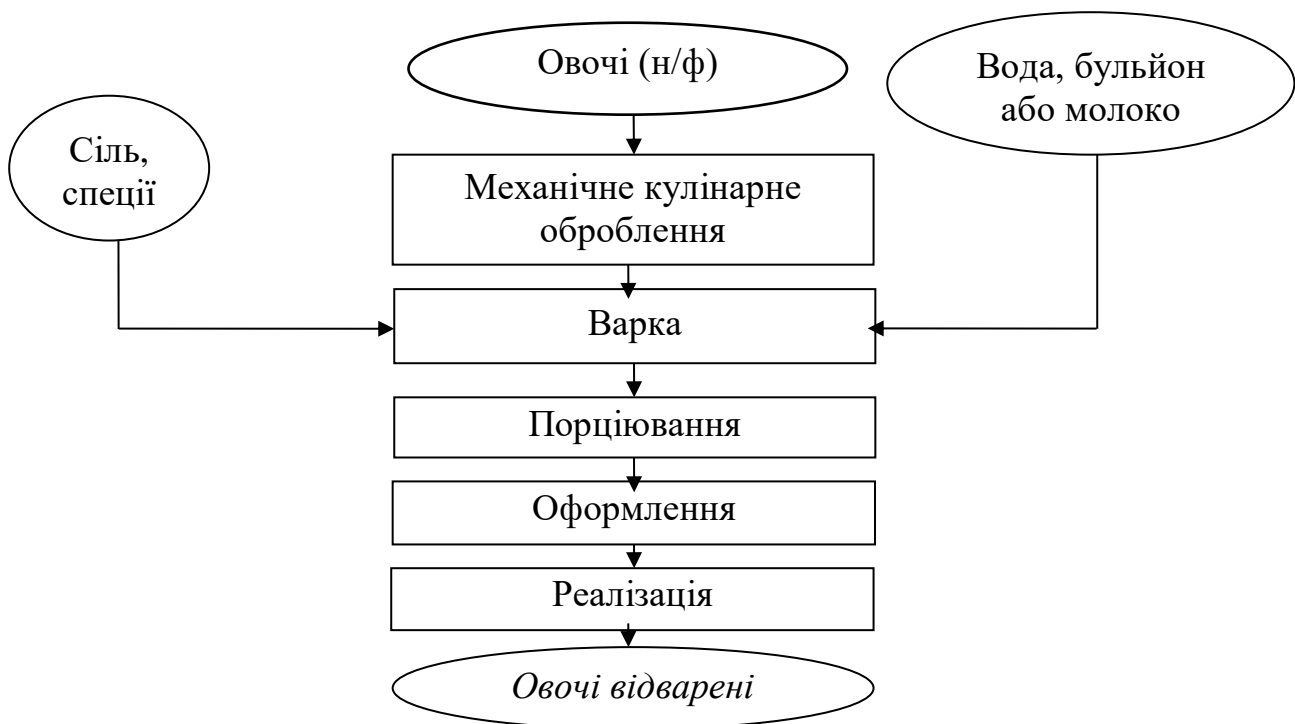 Овочі (н/ф)
Вода, бульйон
або молоко
Сіль,
спеції
Механічне кулінарне
оброблення
Варка
Порціювання
Оформлення
Реалізація
Овочі відварені